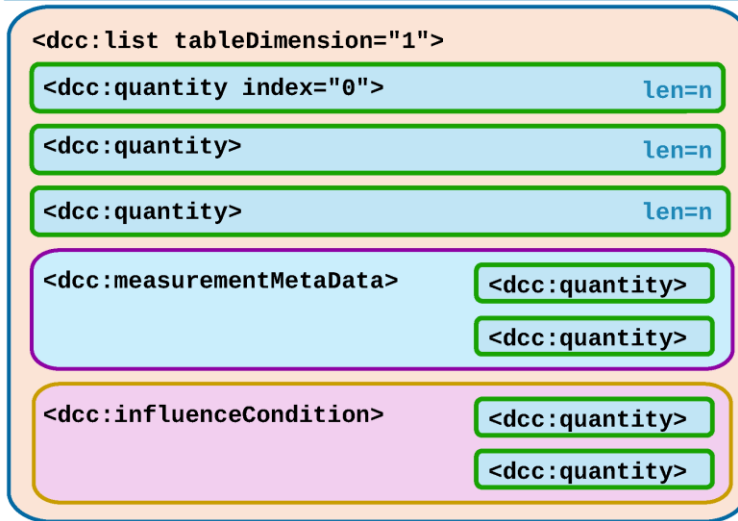 <dcc:list tableDimension="1">
<dcc:quantity index="0"> len=n
<dcc:quantity> len=n
<dcc:quantity> len=n
<dcc:measurementMetaData> <dcc:quantity>
<dcc:quantity>
<dcc:influenceCondition> <dcc:quantity>
<dcc:quantity>